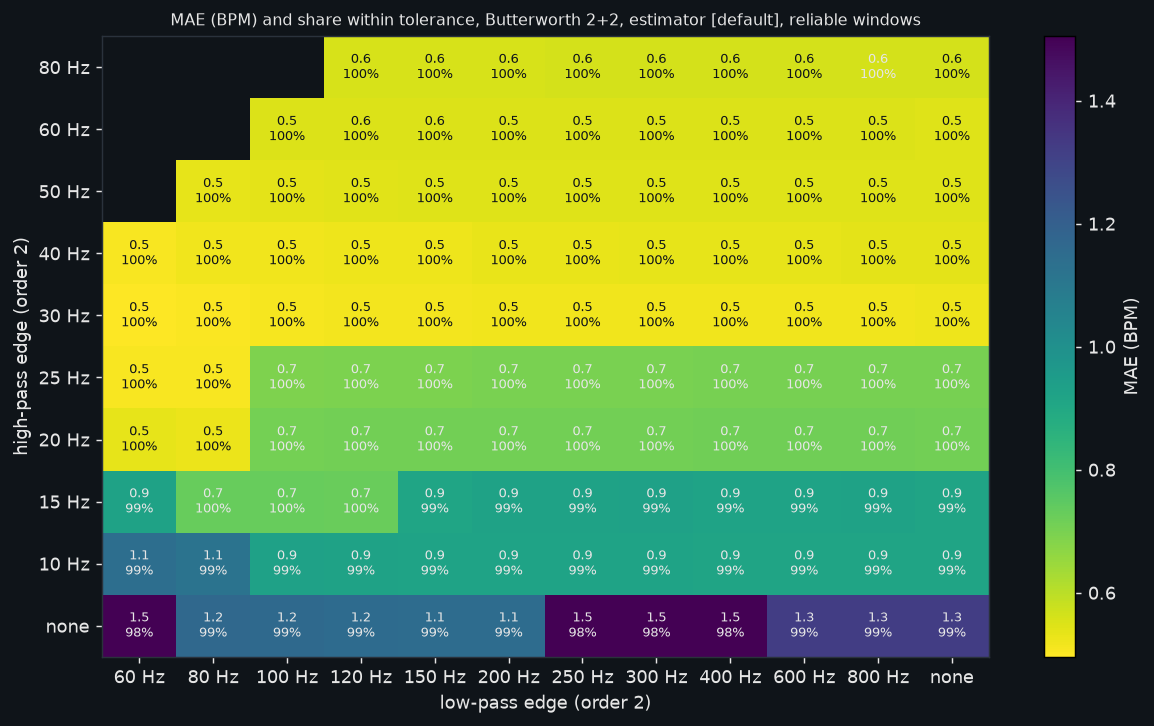 MAE (BPM) and share within tolerance, Butterworth 2+2, estimator [default], reliable windows
80 Hz
0.6 0.6 0.6 0.6 0.6 0.6 0.6 0.6 0.6
100% 100% 100% 100% 100% 100% 100% 100% 100%
60 Hz
0.5 0.6 0.6 0.5 0.5 0.5 0.5 0.5 0.5 0.5
100% 100% 100% 100% 100% 100% 100% 100% 100% 100%
50 Hz
0.5 0.5 0.5 0.5 0.5 0.5 0.5 0.5 0.5 0.5 0.5
100% 100% 100% 100% 100% 100% 100% 100% 100% 100% 100%
40 Hz
0.5 0.5 0.5 0.5 0.5 0.5 0.5 0.5 0.5 0.5 0.5 0.5
100% 100% 100% 100% 100% 100% 100% 100% 100% 100% 100% 100%
30 Hz
0.5 0.5 0.5 0.5 0.5 0.5 0.5 0.5 0.5 0.5 0.5 0.5
100% 100% 100% 100% 100% 100% 100% 100% 100% 100% 100% 100%
25 Hz
0.5 0.5 0.7 0.7 0.7 0.7 0.7 0.7 0.7 0.7 0.7 0.7
100% 100% 100% 100% 100% 100% 100% 100% 100% 100% 100% 100%
20 Hz
0.5 0.5 0.7 0.7 0.7 0.7 0.7 0.7 0.7 0.7 0.7 0.7
100% 100% 100% 100% 100% 100% 100% 100% 100% 100% 100% 100%
15 Hz
0.9 0.7 0.7 0.7 0.9 0.9 0.9 0.9 0.9 0.9 0.9 0.9
99% 100% 100% 100% 99% 99% 99% 99% 99% 99% 99% 99%
10 Hz
1.1 1.1 0.9 0.9 0.9 0.9 0.9 0.9 0.9 0.9 0.9 0.9
99% 99% 99% 99% 99% 99% 99% 99% 99% 99% 99% 99%
none
1.5 1.2 1.2 1.2 1.1 1.1 1.5 1.5 1.5 1.3 1.3 1.3
98% 99% 99% 99% 99% 99% 98% 98% 98% 99% 99% 99%
60 Hz 80 Hz 100 Hz 120 Hz 150 Hz 200 Hz 250 Hz 300 Hz 400 Hz 600 Hz 800 Hz none
low-pass edge (order 2)
high-pass edge (order 2)
1.4
1.2
1.0
0.8
0.6
MAE (BPM)